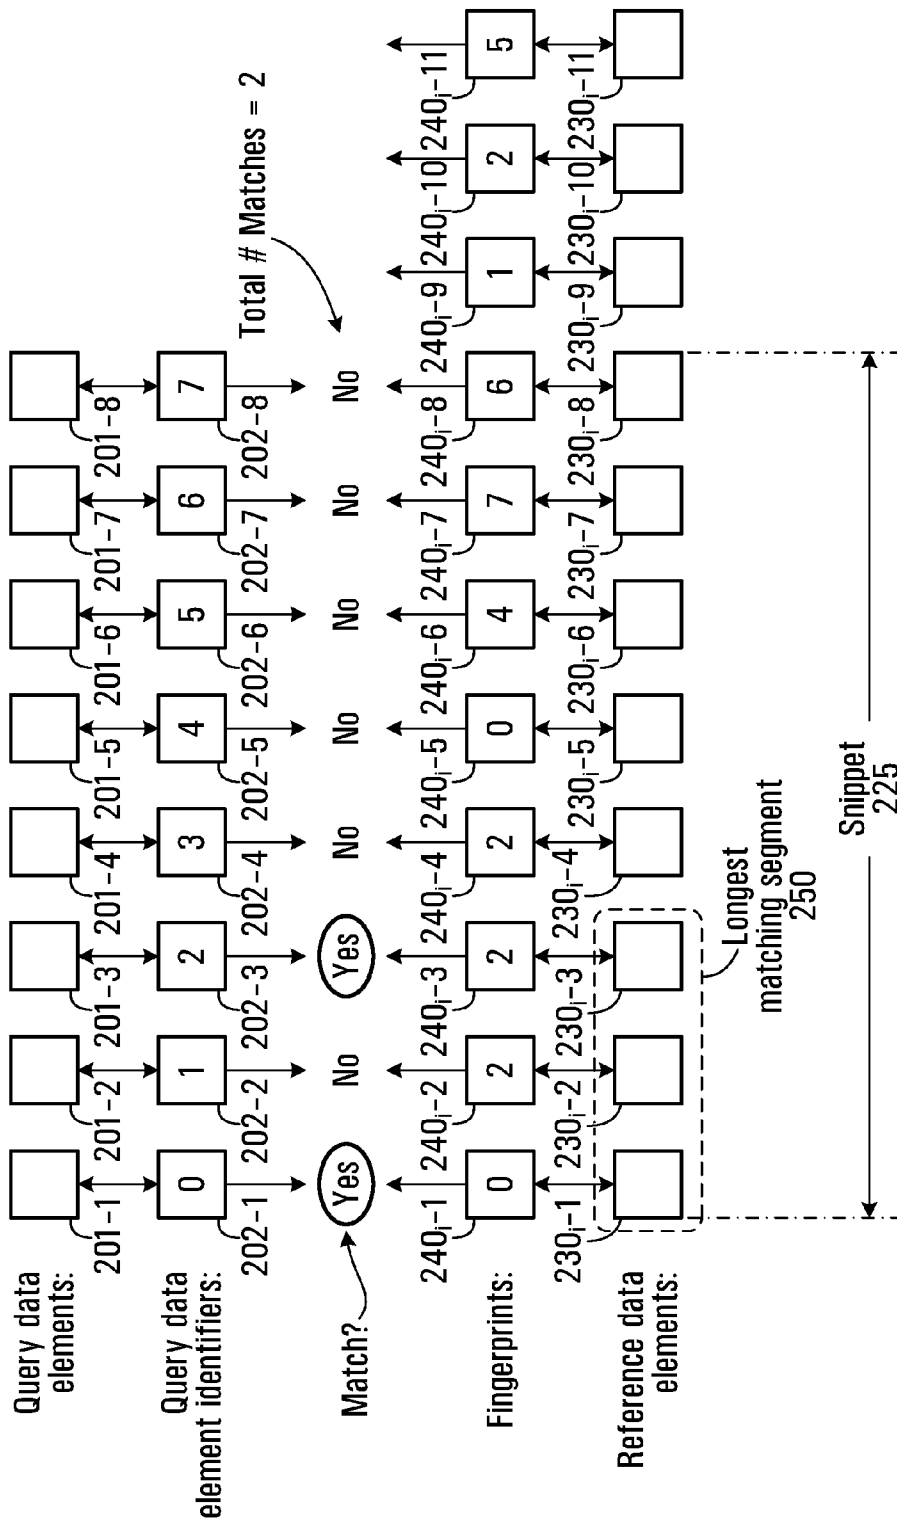 Query data
elements:
201-1 201-2 201-3 201-4 201-5 201-6 201-7 201-8
Query data
element identifiers:
0 1 2 3 4 5 6 7
202-1 202-2 202-3 202-4 202-5 202-6 202-7 202-8
Total # Matches = 2
Match?
Yes No Yes No No No No No
240i-1 240i-2 240i-3 240i-4 240i-5 240i-6 240i-7 240i-8 240i-9 240i-10 240i-11
Fingerprints:
0 2 2 2 0 4 7 6 1 2 5
230i-1 230i-2 230i-3 230i-4 230i-5 230i-6 230i-7 230i-8 230i-9 230i-10 230i-11
Reference data
elements:
Longest
matching segment
250
Snippet
225